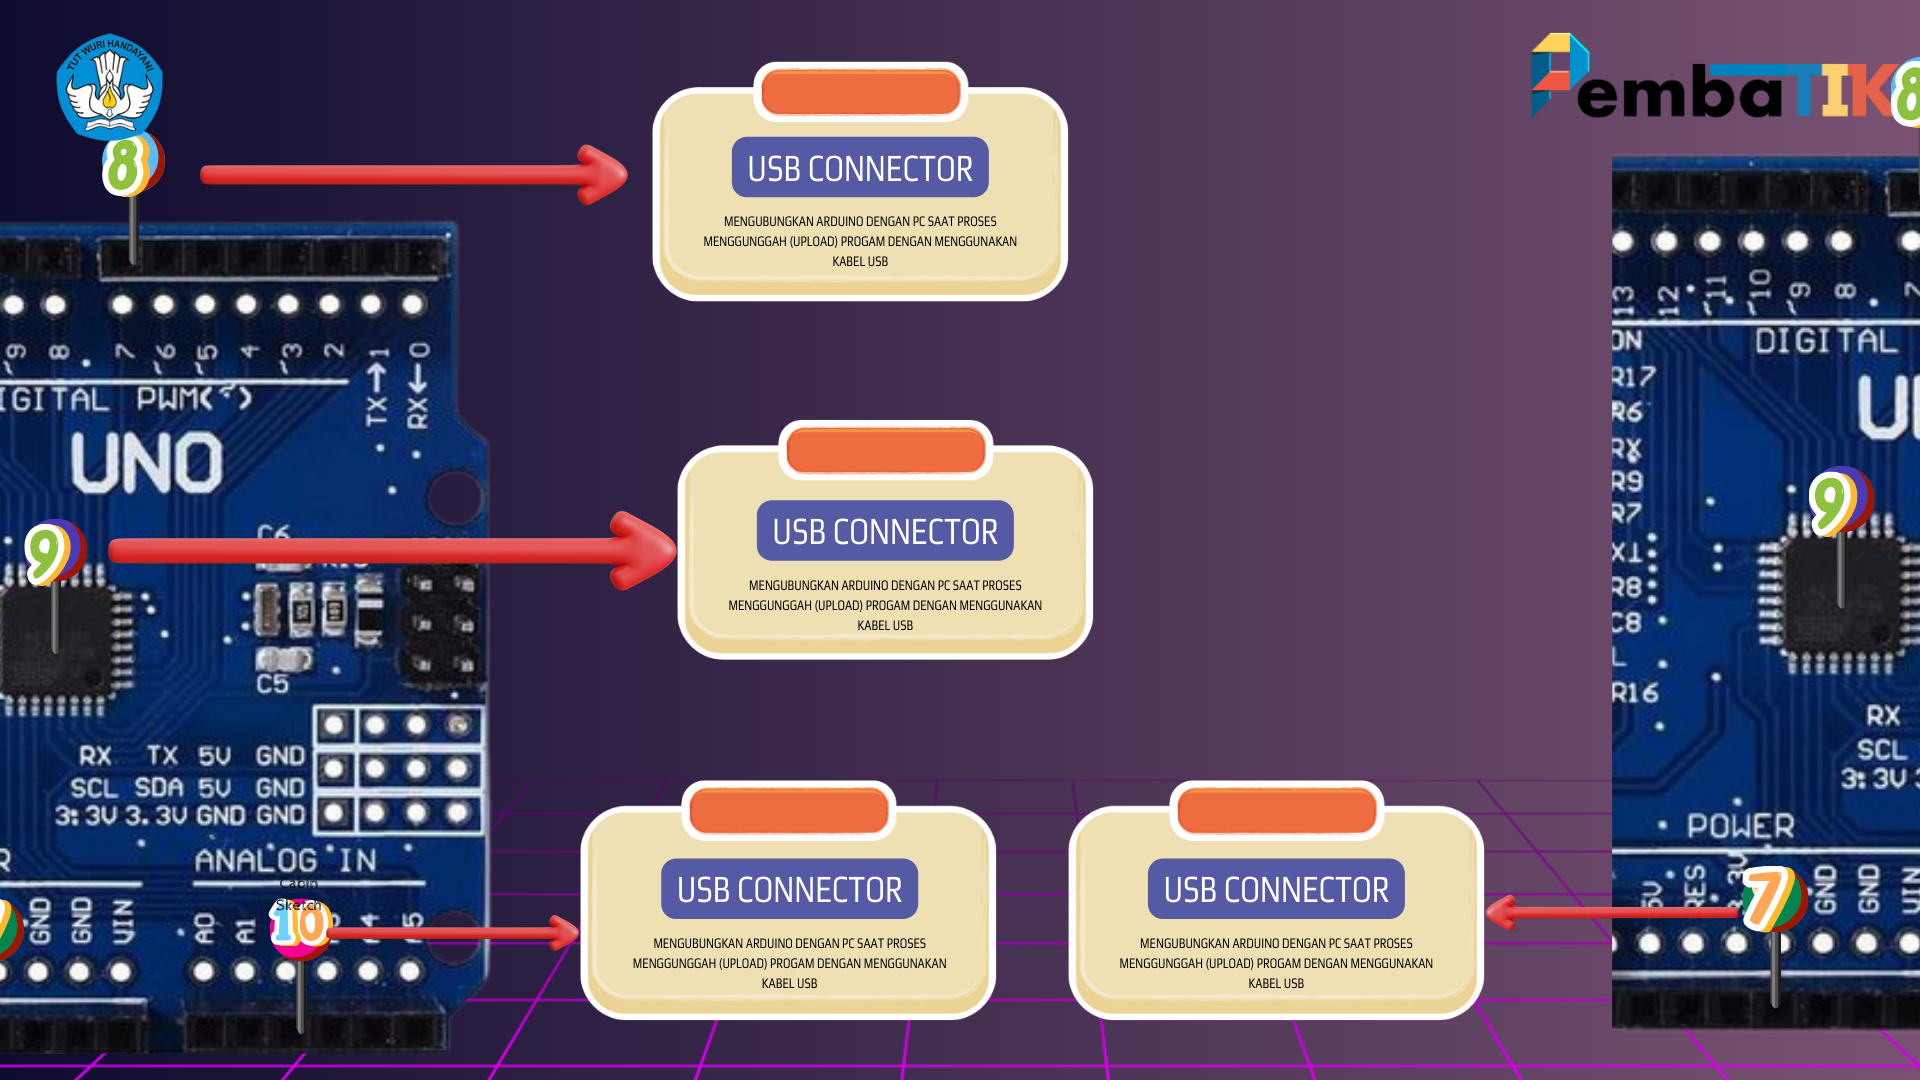 TUT WURI HANDAYANI
PembaTIK
8
8
USB CONNECTOR
MENGUBUNGKAN ARDUINO DENGAN PC SAAT PROSES
MENGGUNGGAH (UPLOAD) PROGAM DENGAN MENGGUNAKAN
KABEL USB
~9 8 7 ~6 ~5 4 ~3 2 TX→1 RX←0
IGITAL PWM(~)
UNO
9
C6
USB CONNECTOR
MENGUBUNGKAN ARDUINO DENGAN PC SAAT PROSES
MENGGUNGGAH (UPLOAD) PROGAM DENGAN MENGGUNAKAN
KABEL USB
C5
RX TX 5V GND
SCL SDA 5V GND
3.3V 3.3V GND GND
R ANALOG IN
GND GND VIN A0 A1
Cabin
Sketch
10
USB CONNECTOR
MENGUBUNGKAN ARDUINO DENGAN PC SAAT PROSES
MENGGUNGGAH (UPLOAD) PROGAM DENGAN MENGGUNAKAN
KABEL USB
USB CONNECTOR
MENGUBUNGKAN ARDUINO DENGAN PC SAAT PROSES
MENGGUNGGAH (UPLOAD) PROGAM DENGAN MENGGUNAKAN
KABEL USB
13 12 ~11 ~10 ~9 8 7
ON DIGITAL
R17
R6
RX
R9
R7
X1
R8
C8
L
R16
9
RX
SCL
3.3V
POWER
5V RES 3.3V GND GND VIN
7